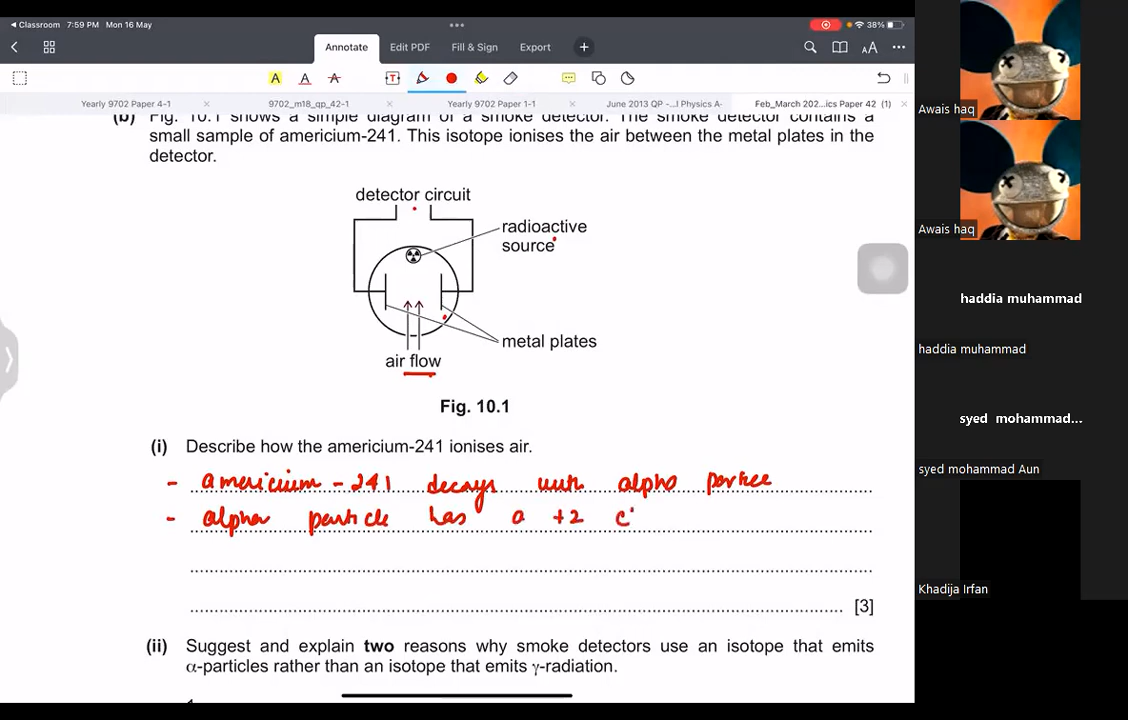 Classroom 7:59 PM Mon 16 May
38%
Annotate Edit PDF Fill & Sign Export
AA
A A A T
Yearly 9702 Paper 4-1 × 9702_m18_qp_42-1 × Yearly 9702 Paper 1-1 × June 2013 QP -...l Physics A- Feb_March 202...ics Paper 42 (1) ×
(b) Fig. 10.1 shows a simple diagram of a smoke detector. The smoke detector contains a
small sample of americium-241. This isotope ionises the air between the metal plates in the
detector.
detector circuit
radioactive
source
metal plates
air flow
Fig. 10.1
(i) Describe how the americium-241 ionises air.
- americium - 241 decays with alpha
- alpha particle has a +2 c
[3]
(ii) Suggest and explain two reasons why smoke detectors use an isotope that emits
α-particles rather than an isotope that emits γ-radiation.
1
Awais haq
Awais haq
haddia muhammad
haddia muhammad
syed mohammad...
syed mohammad Aun
Khadija Irfan